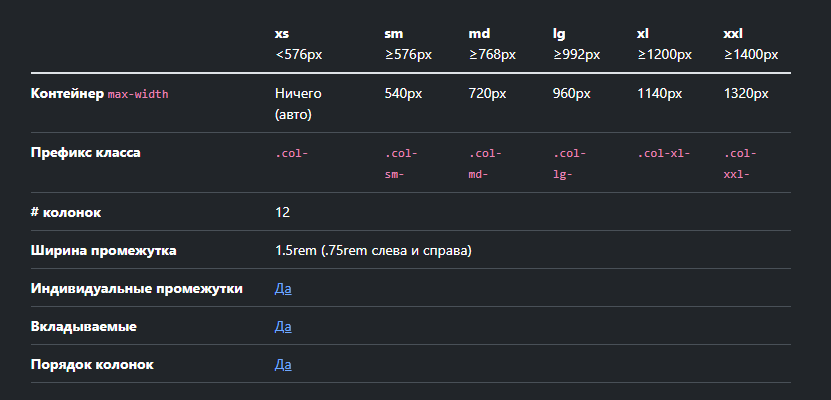 xs sm md lg xl xxl
<576px ≥576px ≥768px ≥992px ≥1200px ≥1400px
Контейнер max-width Ничего 540px 720px 960px 1140px 1320px
(авто)
Префикс класса .col- .col- .col- .col- .col-xl- .col-
sm- md- lg- xxl-
# колонок 12
Ширина промежутка 1.5rem (.75rem слева и справа)
Индивидуальные промежутки Да
Вкладываемые Да
Порядок колонок Да